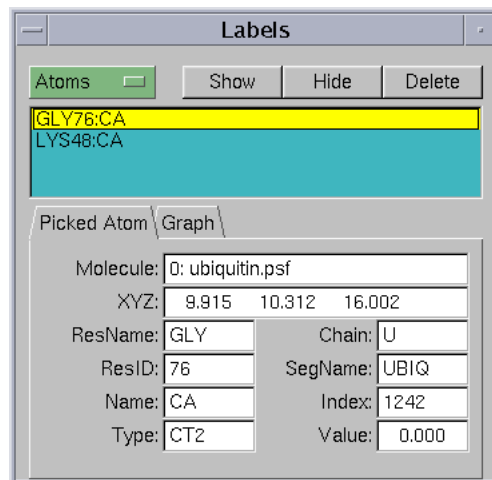 Labels
Atoms Show Hide Delete
GLY76:CA
LYS48:CA
Picked Atom Graph
Molecule: 0: ubiquitin.psf
XYZ: 9.915 10.312 16.002
ResName: GLY Chain: U
ResID: 76 SegName: UBIQ
Name: CA Index: 1242
Type: CT2 Value: 0.000